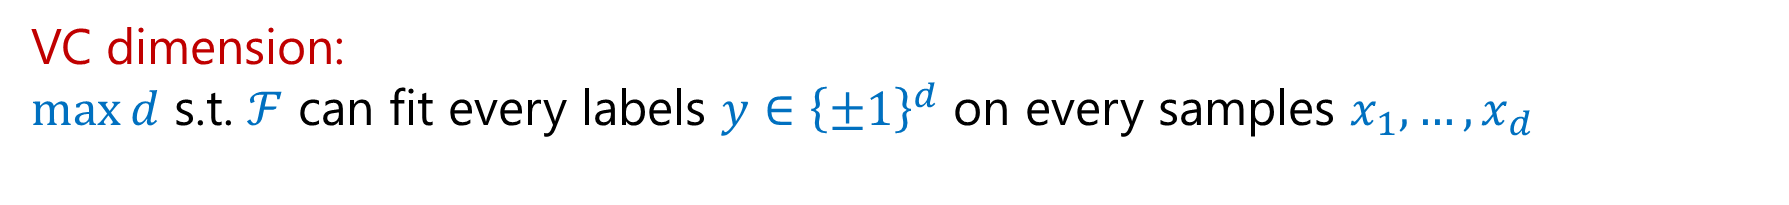 VC dimension:
max d s.t. ℱ can fit every labels y ∈ {±1}^d on every samples x_1, … , x_d